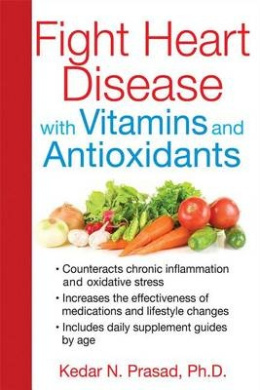 Fight Heart
Disease
with Vitamins and
Antioxidants
• Counteracts chronic inflammation
and oxidative stress
• Increases the effectiveness of
medications and lifestyle changes
• Includes daily supplement guides
by age
Kedar N. Prasad, Ph.D.